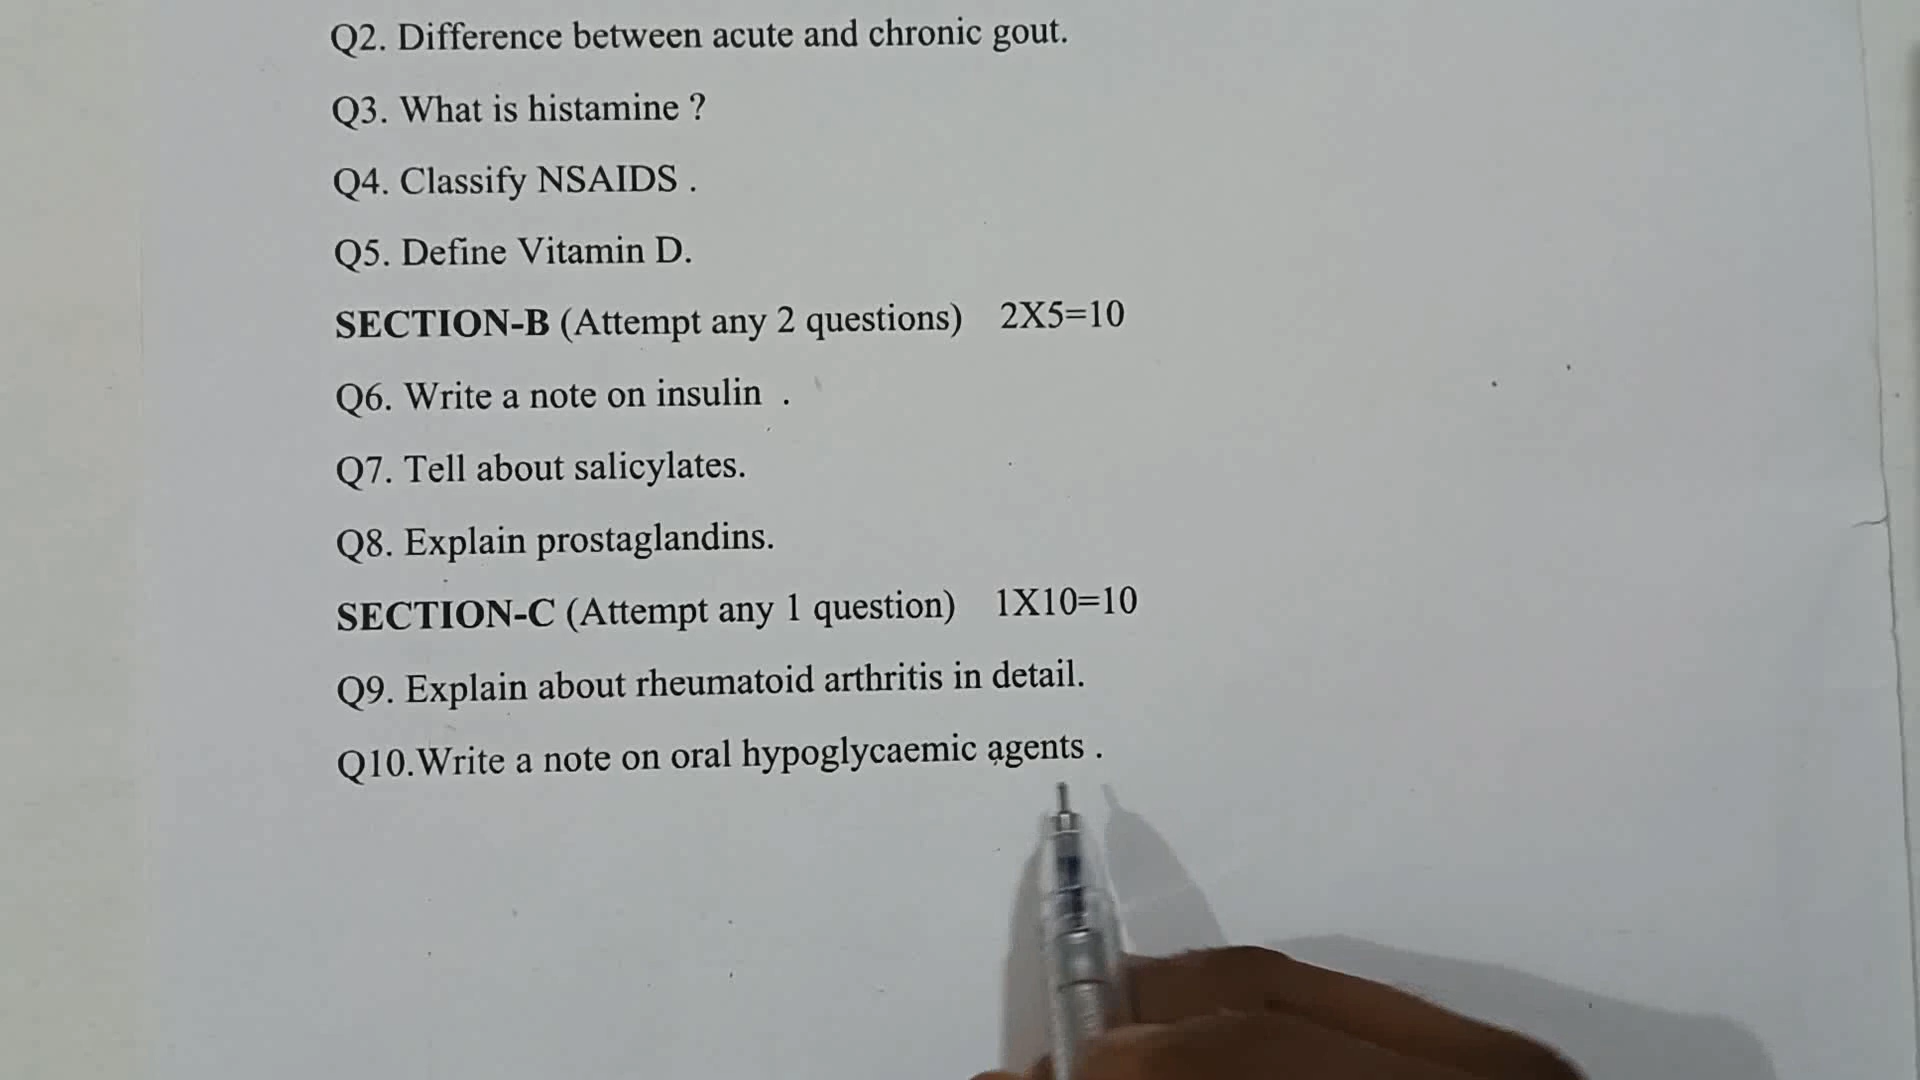 Q2. Difference between acute and chronic gout.
Q3. What is histamine ?
Q4. Classify NSAIDS .
Q5. Define Vitamin D.
SECTION-B (Attempt any 2 questions) 2X5=10
Q6. Write a note on insulin .
Q7. Tell about salicylates.
Q8. Explain prostaglandins.
SECTION-C (Attempt any 1 question) 1X10=10
Q9. Explain about rheumatoid arthritis in detail.
Q10.Write a note on oral hypoglycaemic agents .